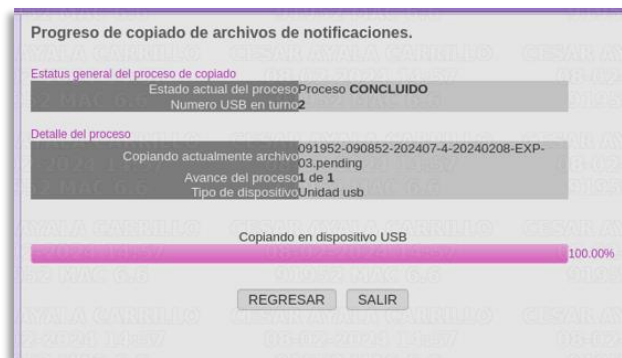 Progreso de copiado de archivos de notificaciones.
Estatus general del proceso de copiado
Estado actual del proceso Proceso CONCLUIDO
Numero USB en turno 2
Detalle del proceso
Copiando actualmente archivo 091952-090852-202407-4-20240208-EXP-
03.pending
Avance del proceso 1 de 1
Tipo de dispositivo Unidad usb
Copiando en dispositivo USB
100.00%
REGRESAR SALIR